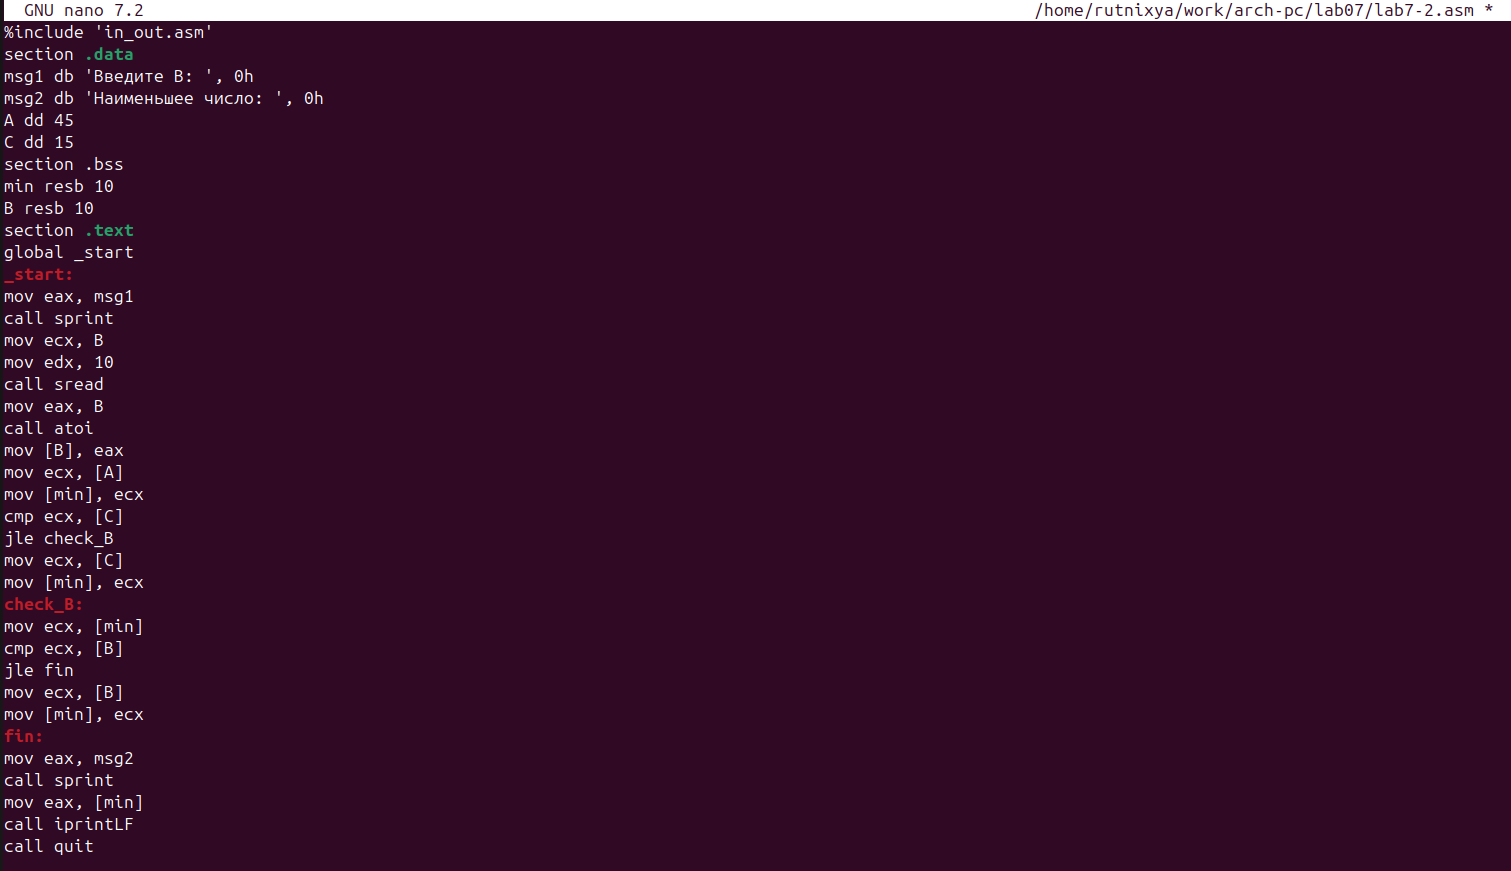 GNU nano 7.2 /home/rutnixya/work/arch-pc/lab07/lab7-2.asm *
%include 'in_out.asm'
section .data
msg1 db 'Введите B: ', 0h
msg2 db 'Наименьшее число: ', 0h
A dd 45
C dd 15
section .bss
min resb 10
B resb 10
section .text
global _start
_start:
mov eax, msg1
call sprint
mov ecx, B
mov edx, 10
call sread
mov eax, B
call atoi
mov [B], eax
mov ecx, [A]
mov [min], ecx
cmp ecx, [C]
jle check_B
mov ecx, [C]
mov [min], ecx
check_B:
mov ecx, [min]
cmp ecx, [B]
jle fin
mov ecx, [B]
mov [min], ecx
fin:
mov eax, msg2
call sprint
mov eax, [min]
call iprintLF
call quit